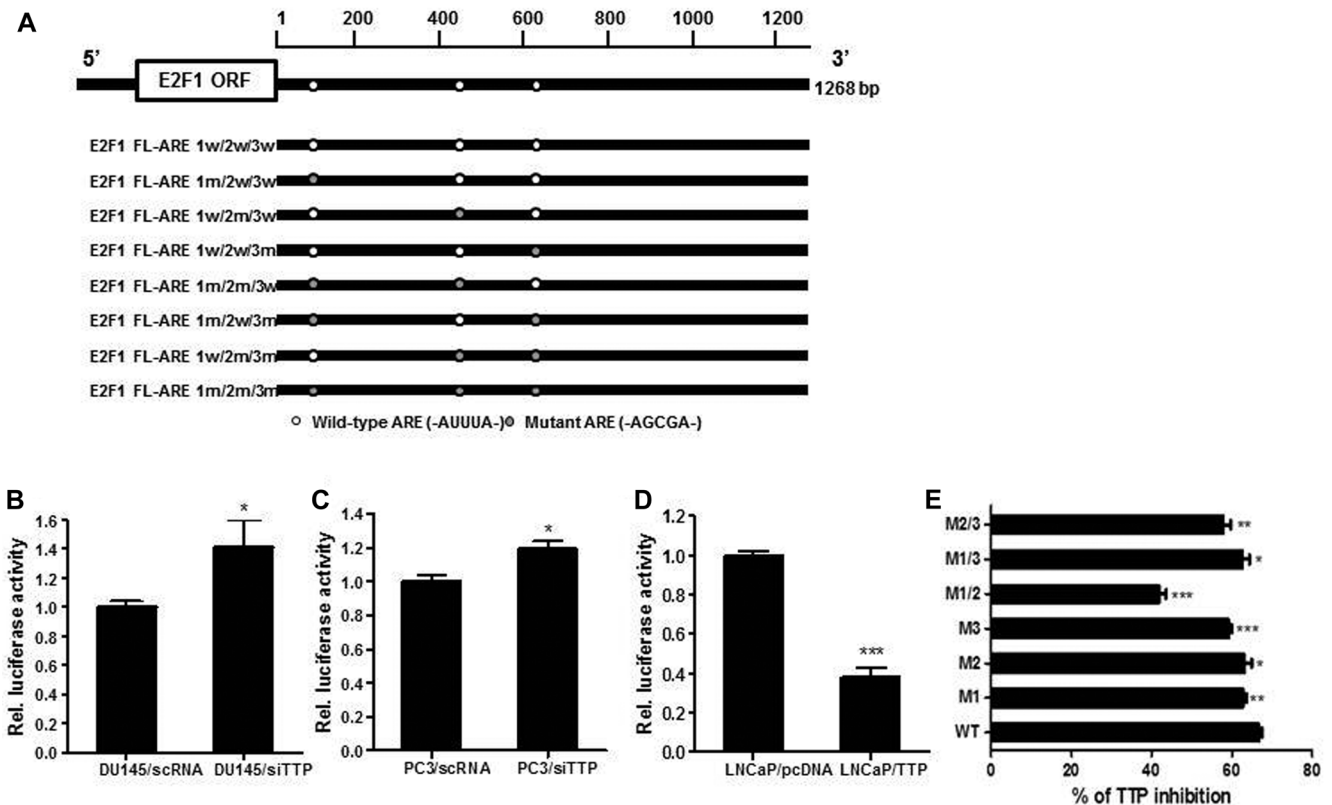 A
1 200 400 600 800 1000 1200
5’ 3’
E2F1 ORF
1268 bp
E2F1 FL-ARE 1w/2w/3w
E2F1 FL-ARE 1m/2w/3w
E2F1 FL-ARE 1w/2m/3w
E2F1 FL-ARE 1w/2w/3m
E2F1 FL-ARE 1m/2m/3w
E2F1 FL-ARE 1m/2w/3m
E2F1 FL-ARE 1w/2m/3m
E2F1 FL-ARE 1m/2m/3m
Wild-type ARE (-AUUUA-) Mutant ARE (-AGCGA-)
B
Rel. luciferase activity
1.6
1.4
1.2
1.0
0.8
0.6
0.4
0.2
0.0
*
DU145/scRNA DU145/siTTP
C
Rel. luciferase activity
1.4
1.2
1.0
0.8
0.6
0.4
0.2
0.0
*
PC3/scRNA PC3/siTTP
D
Rel. luciferase activity
1.2
1.0
0.8
0.6
0.4
0.2
0.0
***
LNCaP/pcDNA LNCaP/TTP
E
M2/3 **
M1/3 *
M1/2 ***
M3 ***
M2 *
M1 **
WT
0 20 40 60 80
% of TTP inhibition